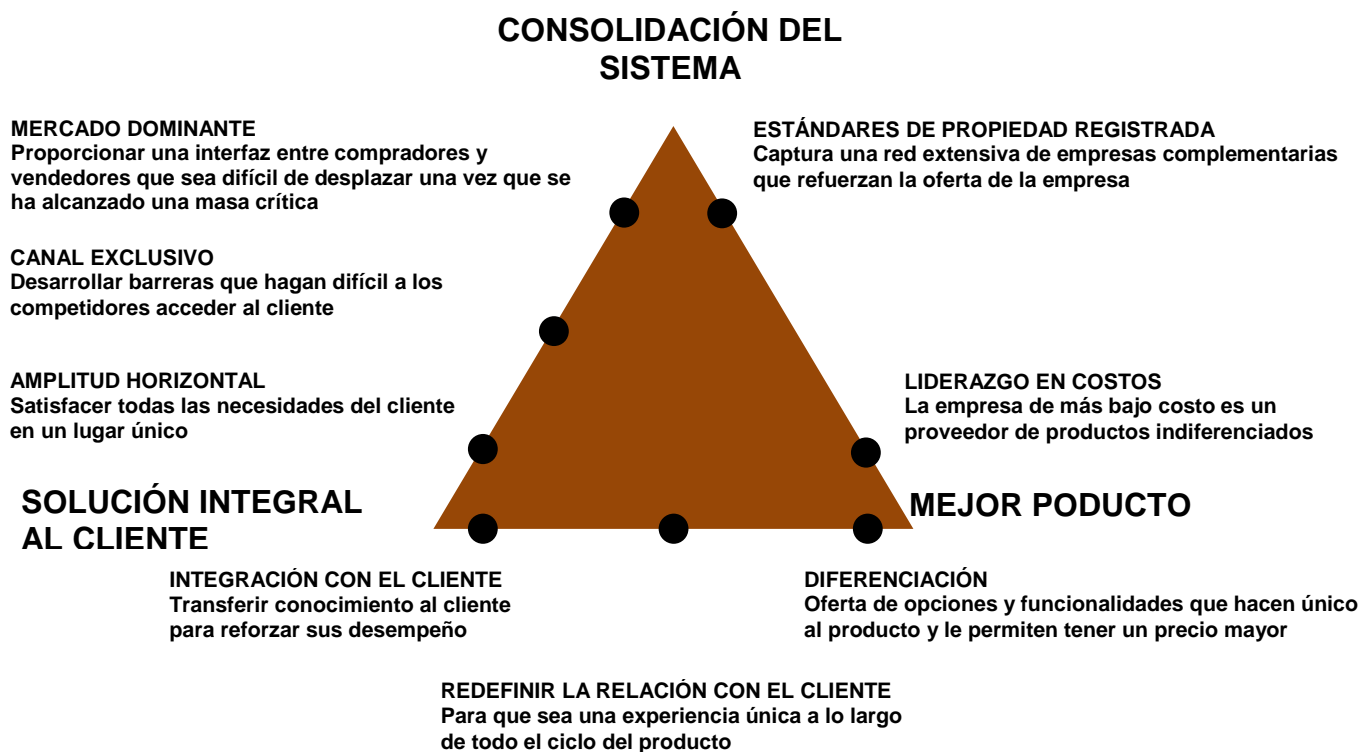 CONSOLIDACIÓN DEL
SISTEMA
MERCADO DOMINANTE
Proporcionar una interfaz entre compradores y
vendedores que sea difícil de desplazar una vez que se
ha alcanzado una masa crítica
ESTÁNDARES DE PROPIEDAD REGISTRADA
Captura una red extensiva de empresas complementarias
que refuerzan la oferta de la empresa
CANAL EXCLUSIVO
Desarrollar barreras que hagan difícil a los
competidores acceder al cliente
AMPLITUD HORIZONTAL
Satisfacer todas las necesidades del cliente
en un lugar único
LIDERAZGO EN COSTOS
La empresa de más bajo costo es un
proveedor de productos indiferenciados
SOLUCIÓN INTEGRAL
AL CLIENTE
MEJOR PODUCTO
INTEGRACIÓN CON EL CLIENTE
Transferir conocimiento al cliente
para reforzar sus desempeño
DIFERENCIACIÓN
Oferta de opciones y funcionalidades que hacen único
al producto y le permiten tener un precio mayor
REDEFINIR LA RELACIÓN CON EL CLIENTE
Para que sea una experiencia única a lo largo
de todo el ciclo del producto